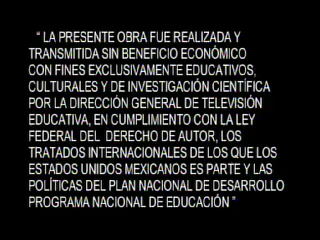 “ LA PRESENTE OBRA FUE REALIZADA Y
TRANSMITIDA SIN BENEFICIO ECONÓMICO
CON FINES EXCLUSIVAMENTE EDUCATIVOS,
CULTURALES Y DE INVESTIGACIÓN CIENTÍFICA
POR LA DIRECCIÓN GENERAL DE TELEVISIÓN
EDUCATIVA, EN CUMPLIMIENTO CON LA LEY
FEDERAL DEL DERECHO DE AUTOR, LOS
TRATADOS INTERNACIONALES DE LOS QUE LOS
ESTADOS UNIDOS MEXICANOS ES PARTE Y LAS
POLÍTICAS DEL PLAN NACIONAL DE DESARROLLO
PROGRAMA NACIONAL DE EDUCACIÓN ”